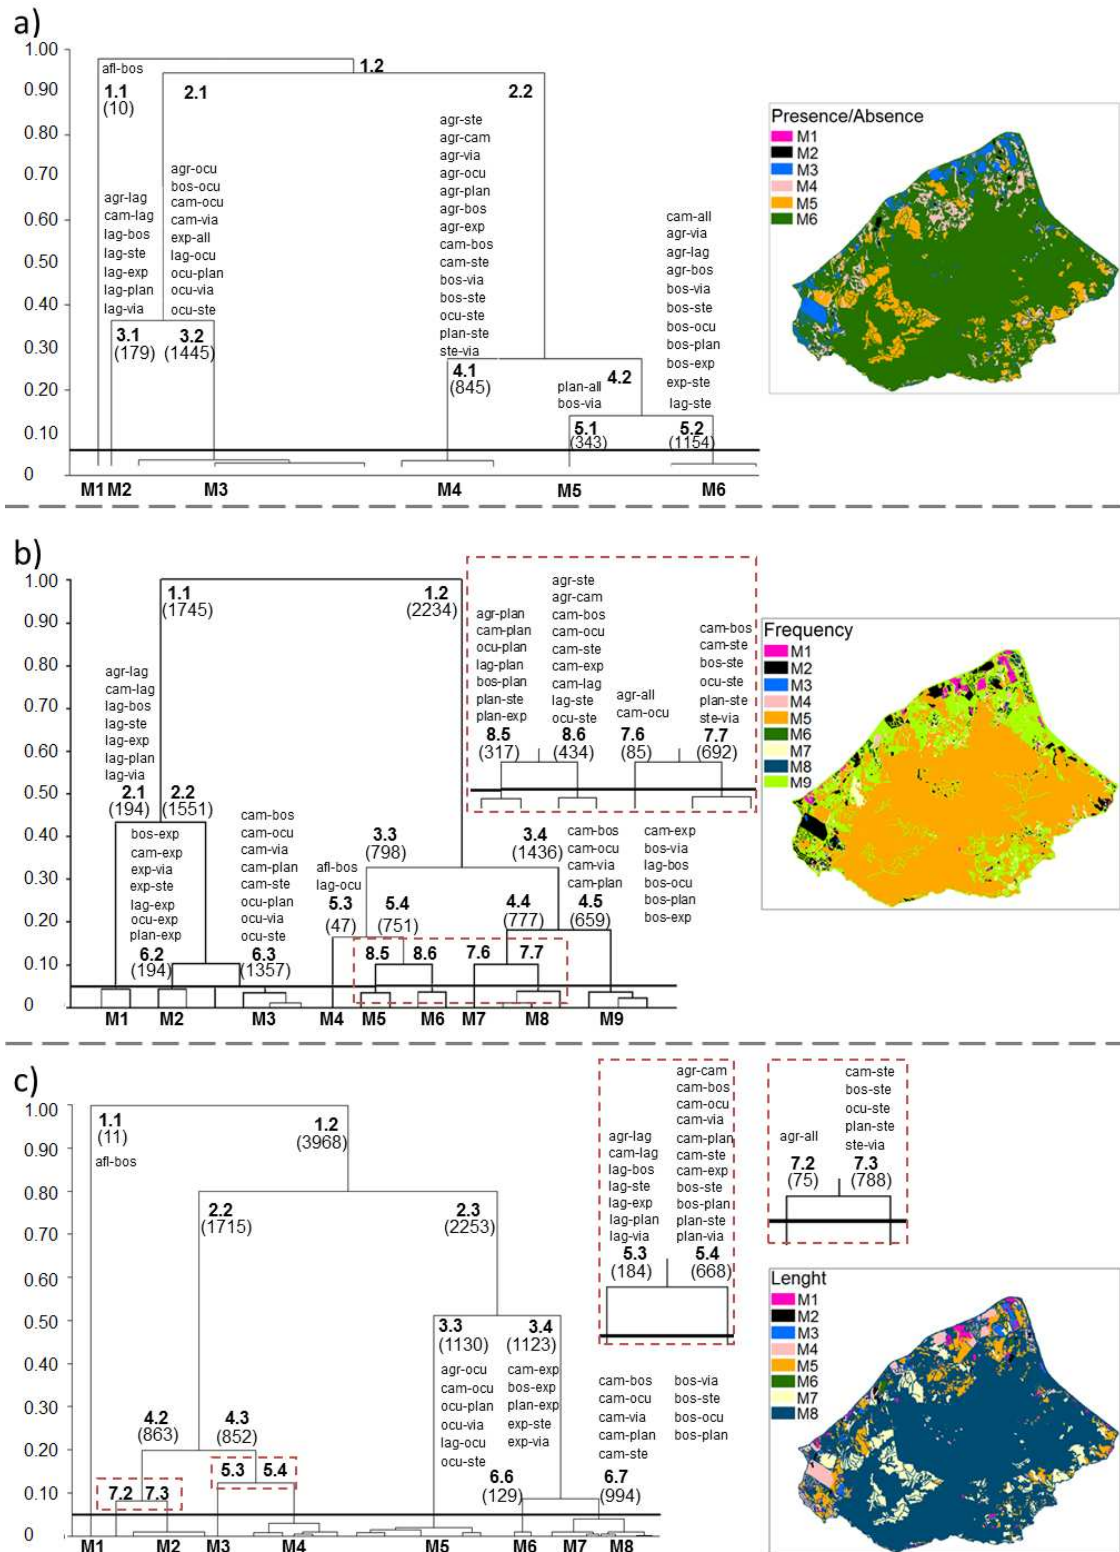 a)
1.00
0.90
0.80
0.70
0.60
0.50
0.40
0.30
0.20
0.10
0
afl-bos
1.1
(10)
1.2
2.1
2.2
agr-lag
cam-lag
lag-bos
lag-ste
lag-exp
lag-plan
lag-via
3.1
(179)
agr-ocu
bos-ocu
cam-ocu
cam-via
exp-all
lag-ocu
ocu-plan
ocu-via
ocu-ste
3.2
(1445)
agr-ste
agr-cam
agr-via
agr-ocu
agr-plan
agr-bos
agr-exp
cam-bos
cam-ste
bos-via
bos-ste
ocu-ste
plan-ste
ste-via
4.1
(845)
4.2
plan-all
bos-via
5.1
(343)
cam-all
agr-via
agr-lag
agr-bos
bos-via
bos-ste
bos-ocu
bos-plan
bos-exp
exp-ste
lag-ste
5.2
(1154)
M1 M2 M3 M4 M5 M6
Presence/Absence
M1
M2
M3
M4
M5
M6
b)
1.00
0.90
0.80
0.70
0.60
0.50
0.40
0.30
0.20
0.10
0
1.1
(1745)
1.2
(2234)
agr-lag
cam-lag
lag-bos
lag-ste
lag-exp
lag-plan
lag-via
2.1
(194)
2.2
(1551)
bos-exp
cam-exp
exp-via
exp-ste
lag-exp
ocu-exp
plan-exp
6.2
(194)
cam-bos
cam-ocu
cam-via
cam-plan
cam-ste
ocu-plan
ocu-via
ocu-ste
6.3
(1357)
3.3
(798)
3.4
(1436)
afl-bos
lag-ocu
5.3
(47)
5.4
(751)
4.4
(777)
cam-bos
cam-ocu
cam-via
cam-plan
4.5
(659)
cam-exp
bos-via
lag-bos
bos-ocu
bos-plan
bos-exp
8.5 8.6 7.6 7.7
agr-plan
cam-plan
ocu-plan
lag-plan
bos-plan
plan-ste
plan-exp
8.5
(317)
agr-ste
agr-cam
cam-bos
cam-ocu
cam-ste
cam-exp
cam-lag
lag-ste
ocu-ste
8.6
(434)
agr-all
cam-ocu
7.6
(85)
cam-bos
cam-ste
bos-ste
ocu-ste
plan-ste
ste-via
7.7
(692)
M1 M2 M3 M4 M5 M6 M7 M8 M9
Frequency
M1
M2
M3
M4
M5
M6
M7
M8
M9
c)
1.00
0.90
0.80
0.70
0.60
0.50
0.40
0.30
0.20
0.10
0
1.1
(11)
afl-bos
1.2
(3968)
2.2
(1715)
2.3
(2253)
3.3
(1130)
agr-ocu
cam-ocu
ocu-plan
ocu-via
lag-ocu
ocu-ste
3.4
(1123)
cam-exp
bos-exp
plan-exp
exp-ste
exp-via
6.6
(129)
cam-bos
cam-ocu
cam-via
cam-plan
cam-ste
6.7
(994)
bos-via
bos-ste
bos-ocu
bos-plan
4.2
(863)
4.3
(852)
7.2 7.3
5.3 5.4
agr-lag
cam-lag
lag-bos
lag-ste
lag-exp
lag-plan
lag-via
5.3
(184)
agr-cam
cam-bos
cam-ocu
cam-via
cam-plan
cam-ste
cam-exp
bos-ste
bos-plan
plan-ste
plan-via
5.4
(668)
agr-all
7.2
(75)
cam-ste
bos-ste
ocu-ste
plan-ste
ste-via
7.3
(788)
M1 M2 M3 M4 M5 M6 M7 M8
Lenght
M1
M2
M3
M4
M5
M6
M7
M8